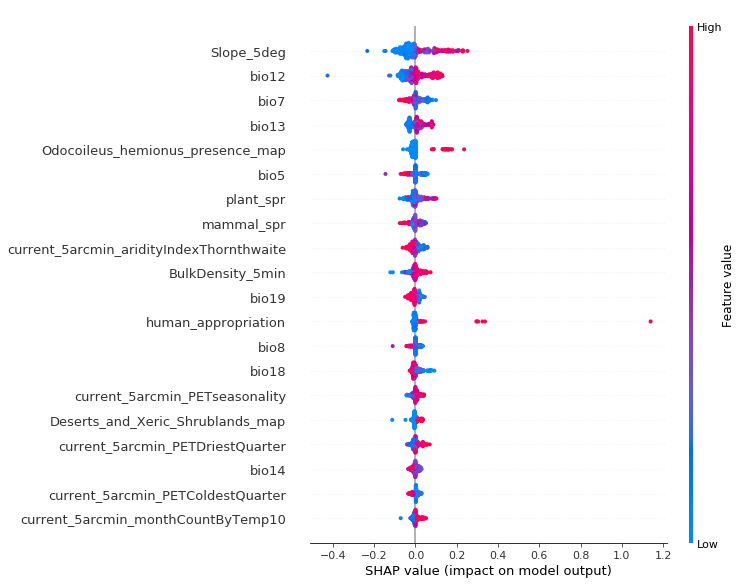 High
Slope_5deg
bio12
bio7
bio13
Odocoileus_hemionus_presence_map
bio5
plant_spr
mammal_spr
current_5arcmin_aridityIndexThornthwaite
BulkDensity_5min
bio19
human_appropriation
bio8
bio18
current_5arcmin_PETseasonality
Deserts_and_Xeric_Shrublands_map
current_5arcmin_PETDriestQuarter
bio14
current_5arcmin_PETColdestQuarter
current_5arcmin_monthCountByTemp10
Feature value
Low
−0.4 −0.2 0.0 0.2 0.4 0.6 0.8 1.0 1.2
SHAP value (impact on model output)